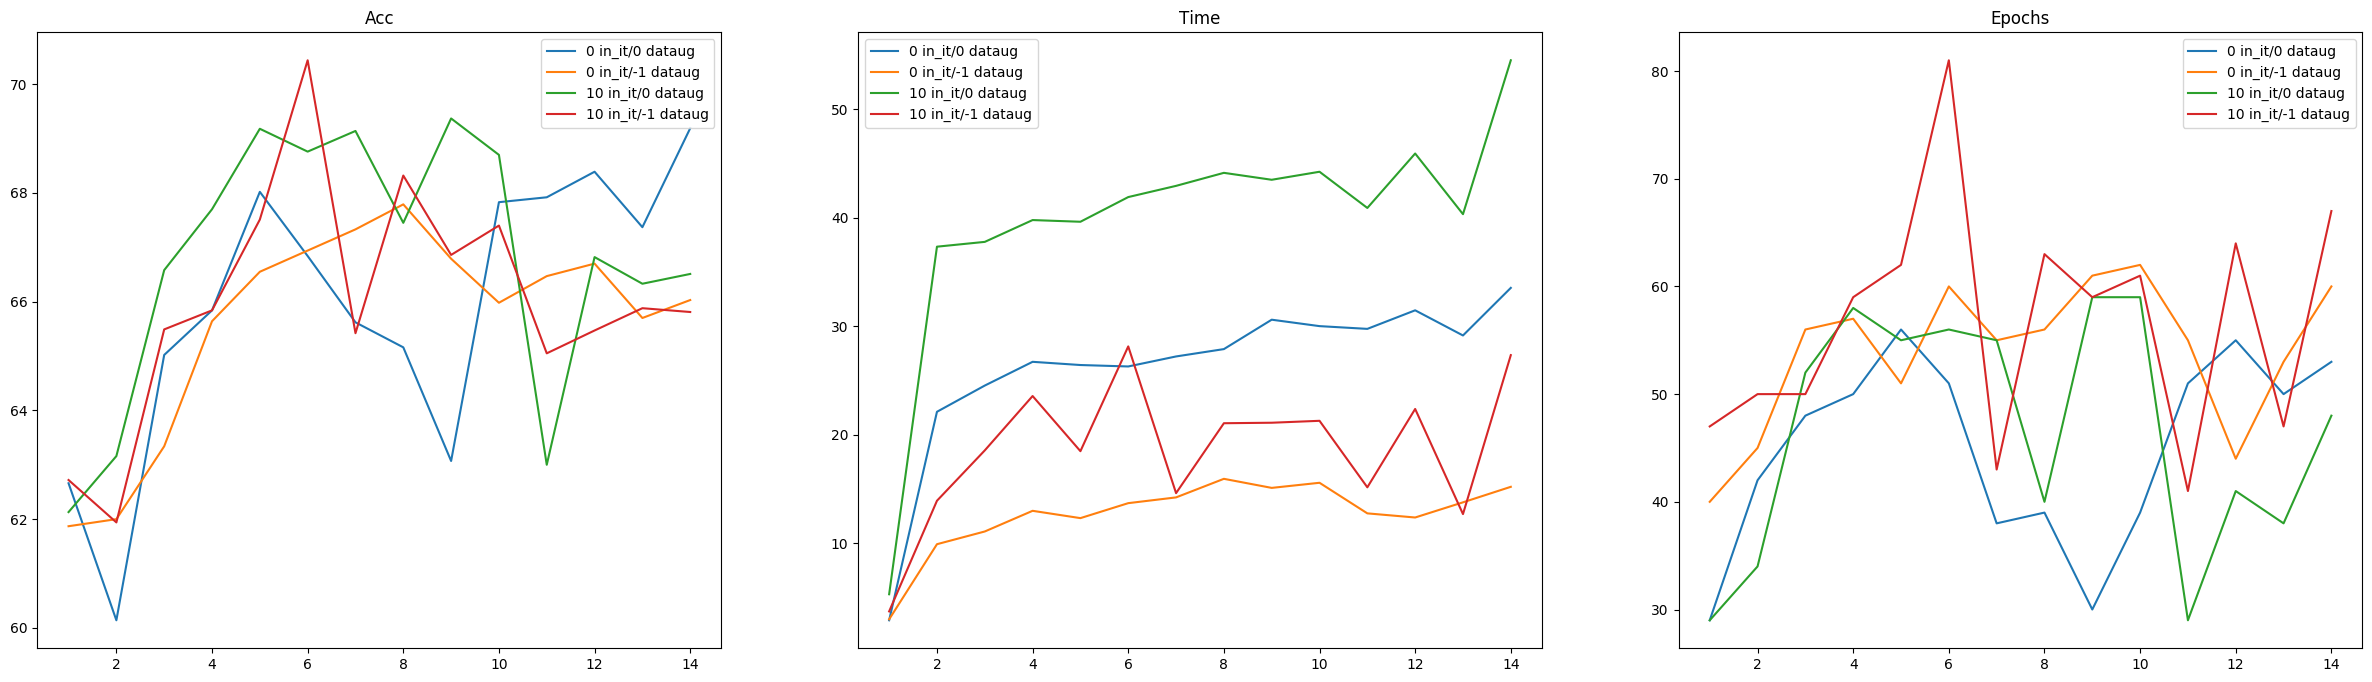 Acc
0 in_it/0 dataug
0 in_it/-1 dataug
10 in_it/0 dataug
10 in_it/-1 dataug
70
68
66
64
62
60
2 4 6 8 10 12 14
Time
0 in_it/0 dataug
0 in_it/-1 dataug
10 in_it/0 dataug
10 in_it/-1 dataug
50
40
30
20
10
2 4 6 8 10 12 14
Epochs
0 in_it/0 dataug
0 in_it/-1 dataug
10 in_it/0 dataug
10 in_it/-1 dataug
80
70
60
50
40
30
2 4 6 8 10 12 14